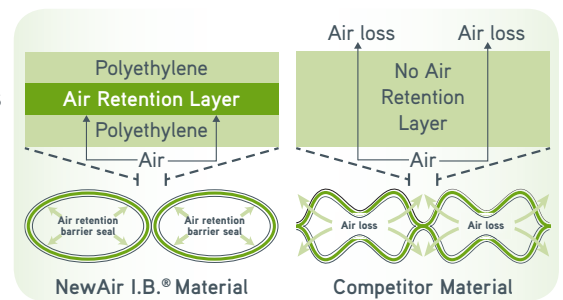 Air loss
Air loss
Polyethylene
Air Retention Layer
Polyethylene
Air
No Air
Retention
Layer
Air
Air retention
barrier seal
Air retention
barrier seal
Air loss
Air loss
NewAir I.B.® Material
Competitor Material